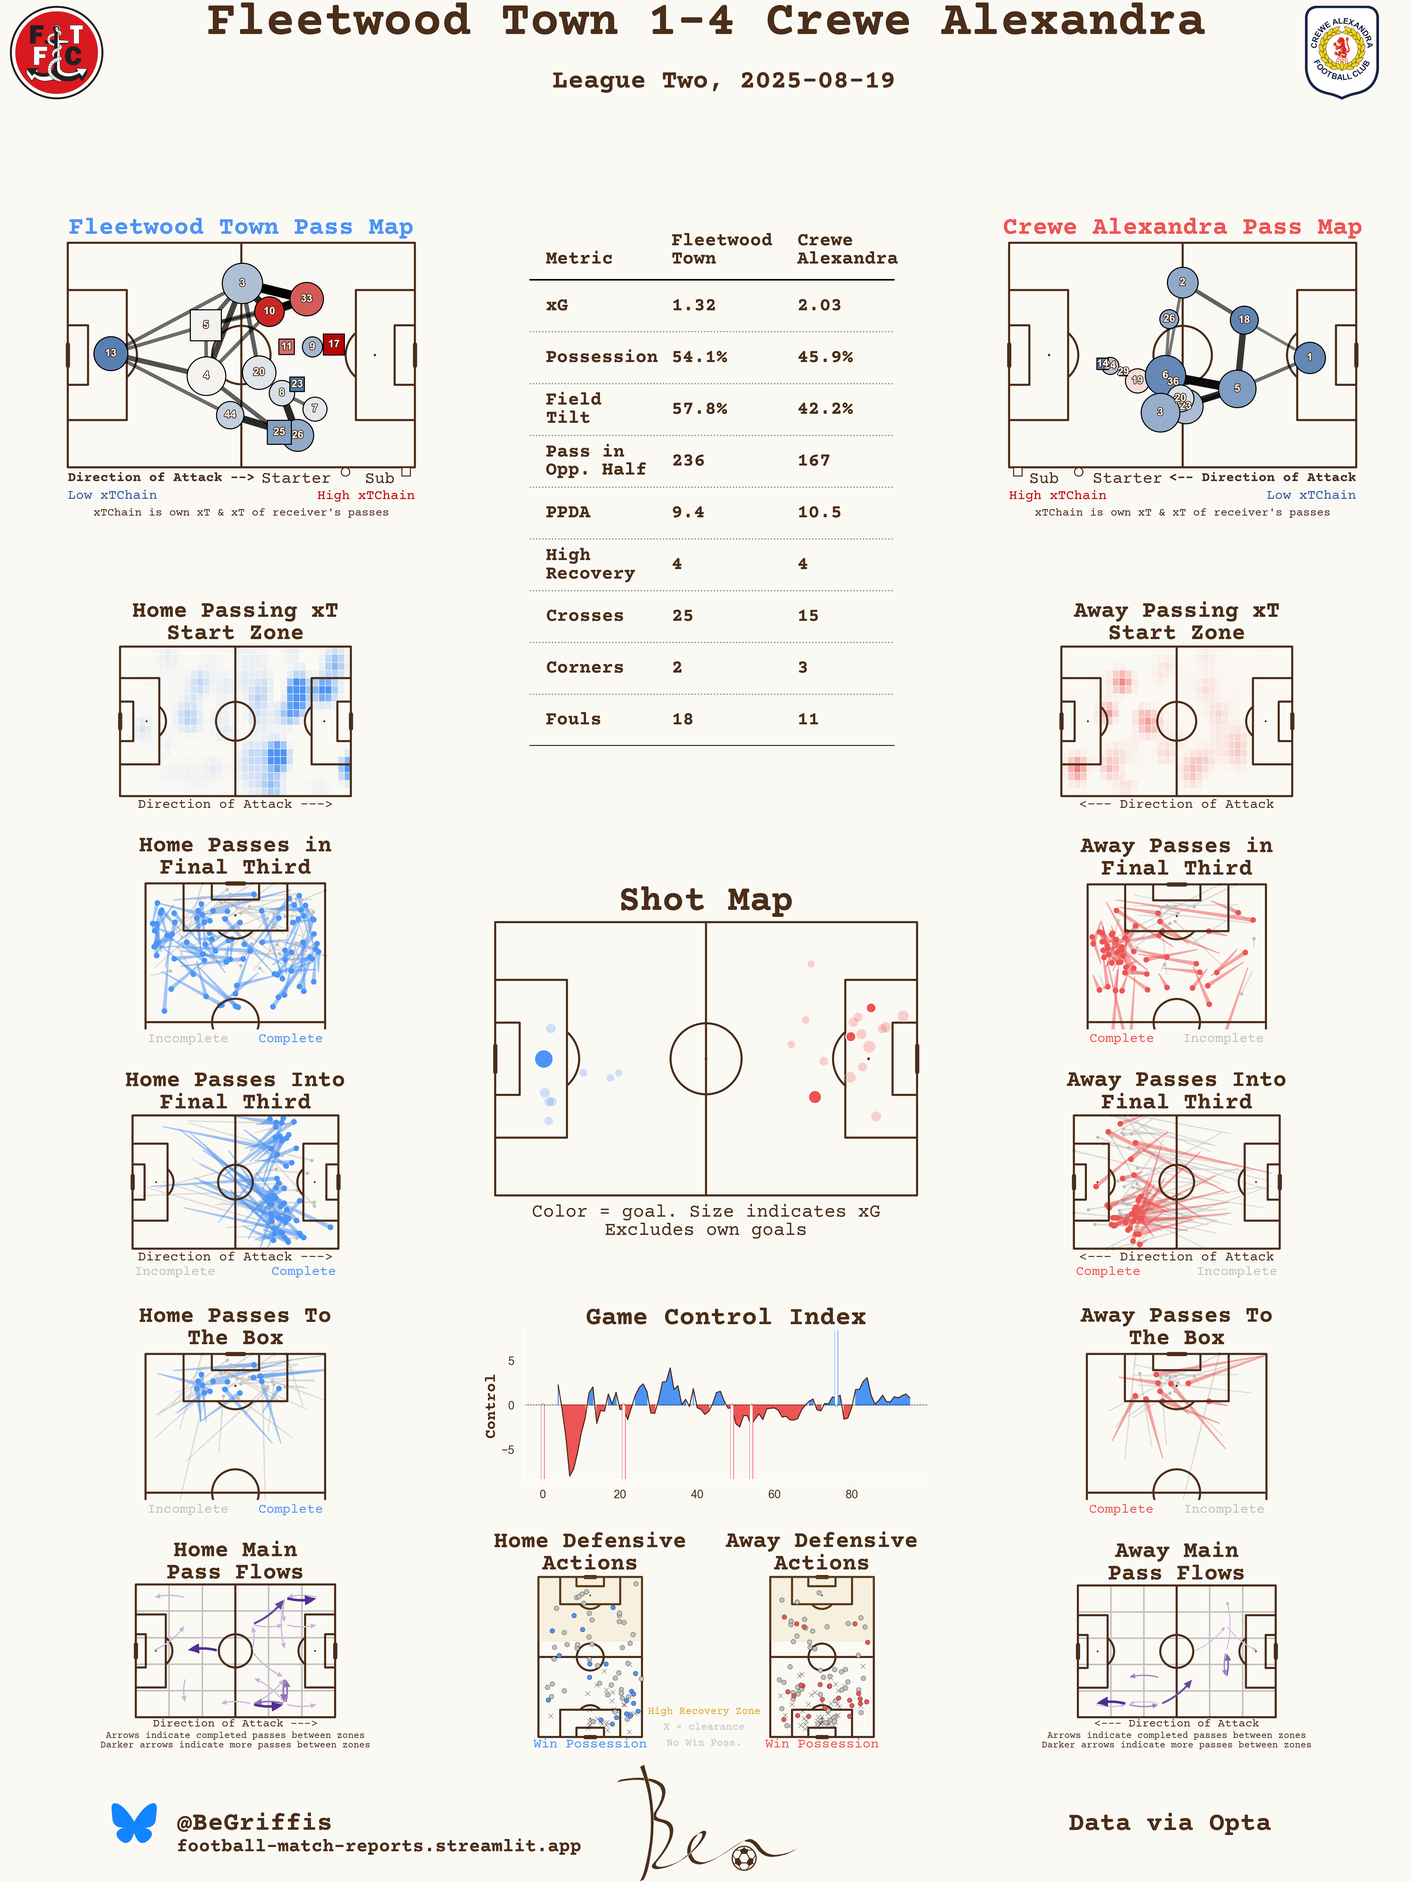 Fleetwood Town 1-4 Crewe Alexandra
League Two, 2025-08-19
F T
F C
CREWE ALEXANDRA
FOOTBALL CLUB
Fleetwood Town Pass Map
3
33
10
5
13
11
9
17
4
20
23
8
7
44
25
26
Direction of Attack --> Starter Sub
Low xTChain High xTChain
xTChain is own xT & xT of receiver's passes
Metric Fleetwood Town Crewe Alexandra
xG 1.32 2.03
Possession 54.1% 45.9%
Field Tilt 57.8% 42.2%
Pass in Opp. Half 236 167
PPDA 9.4 10.5
High Recovery 4 4
Crosses 25 15
Corners 2 3
Fouls 18 11
Crewe Alexandra Pass Map
2
26
18
1
29
19
6
36
5
20
3
23
Sub Starter <-- Direction of Attack
High xTChain Low xTChain
xTChain is own xT & xT of receiver's passes
Home Passing xT
Start Zone
Direction of Attack --->
Away Passing xT
Start Zone
<--- Direction of Attack
Home Passes in
Final Third
Incomplete Complete
Away Passes in
Final Third
Complete Incomplete
Shot Map
Color = goal. Size indicates xG
Excludes own goals
Home Passes Into
Final Third
Direction of Attack --->
Incomplete Complete
Away Passes Into
Final Third
<--- Direction of Attack
Complete Incomplete
Home Passes To
The Box
Incomplete Complete
Game Control Index
Control
5
0
−5
0 20 40 60 80
Away Passes To
The Box
Complete Incomplete
Home Main
Pass Flows
Direction of Attack --->
Arrows indicate completed passes between zones
Darker arrows indicate more passes between zones
Home Defensive
Actions
Win Possession
Away Defensive
Actions
Win Possession
High Recovery Zone
X = clearance
No Win Poss.
Away Main
Pass Flows
<--- Direction of Attack
Arrows indicate completed passes between zones
Darker arrows indicate more passes between zones
@BeGriffis
football-match-reports.streamlit.app
Ben
Data via Opta